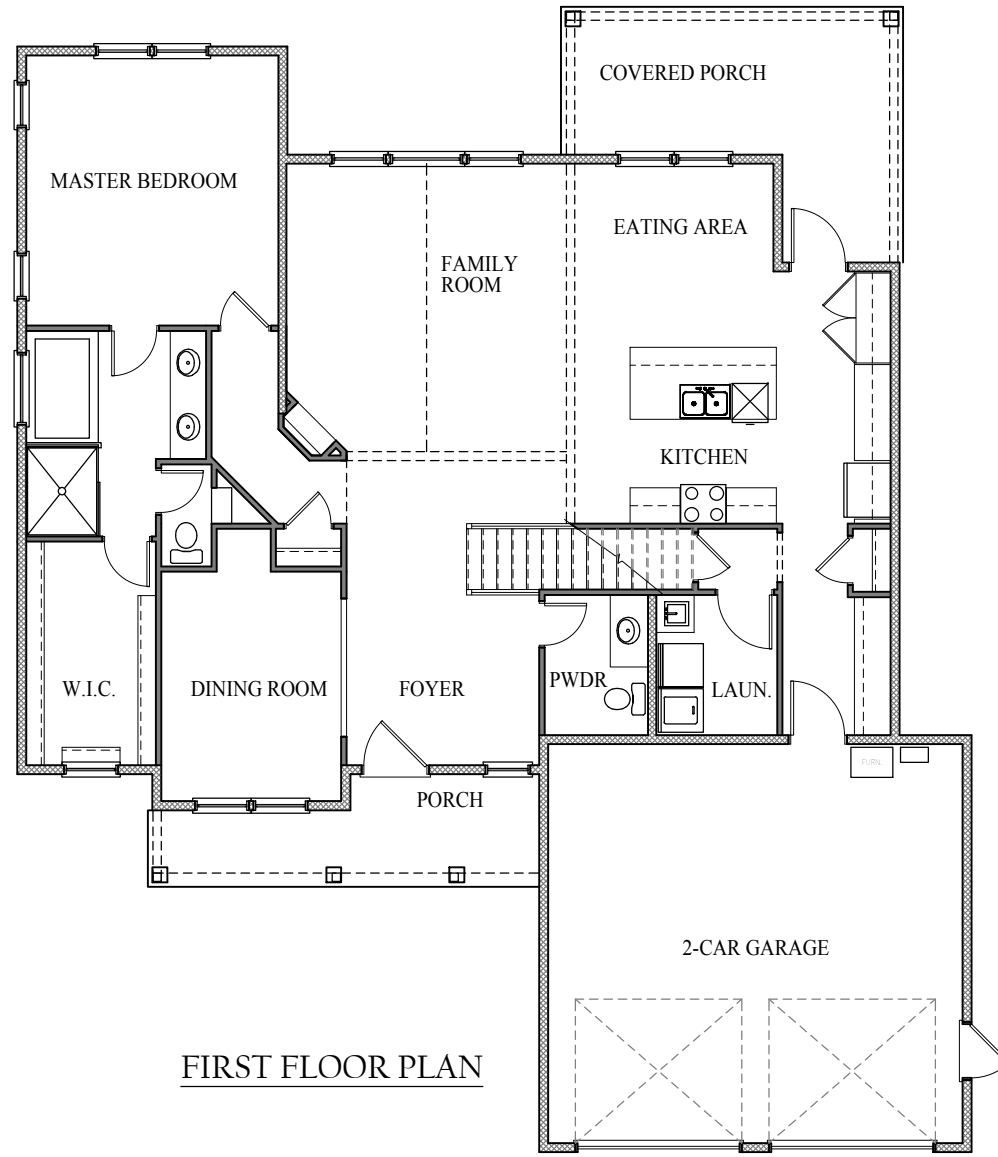 COVERED PORCH
MASTER BEDROOM
EATING AREA
FAMILY
ROOM
KITCHEN
W.I.C.
DINING ROOM
FOYER
PWDR
LAUN.
FURN.
PORCH
2-CAR GARAGE
FIRST FLOOR PLAN